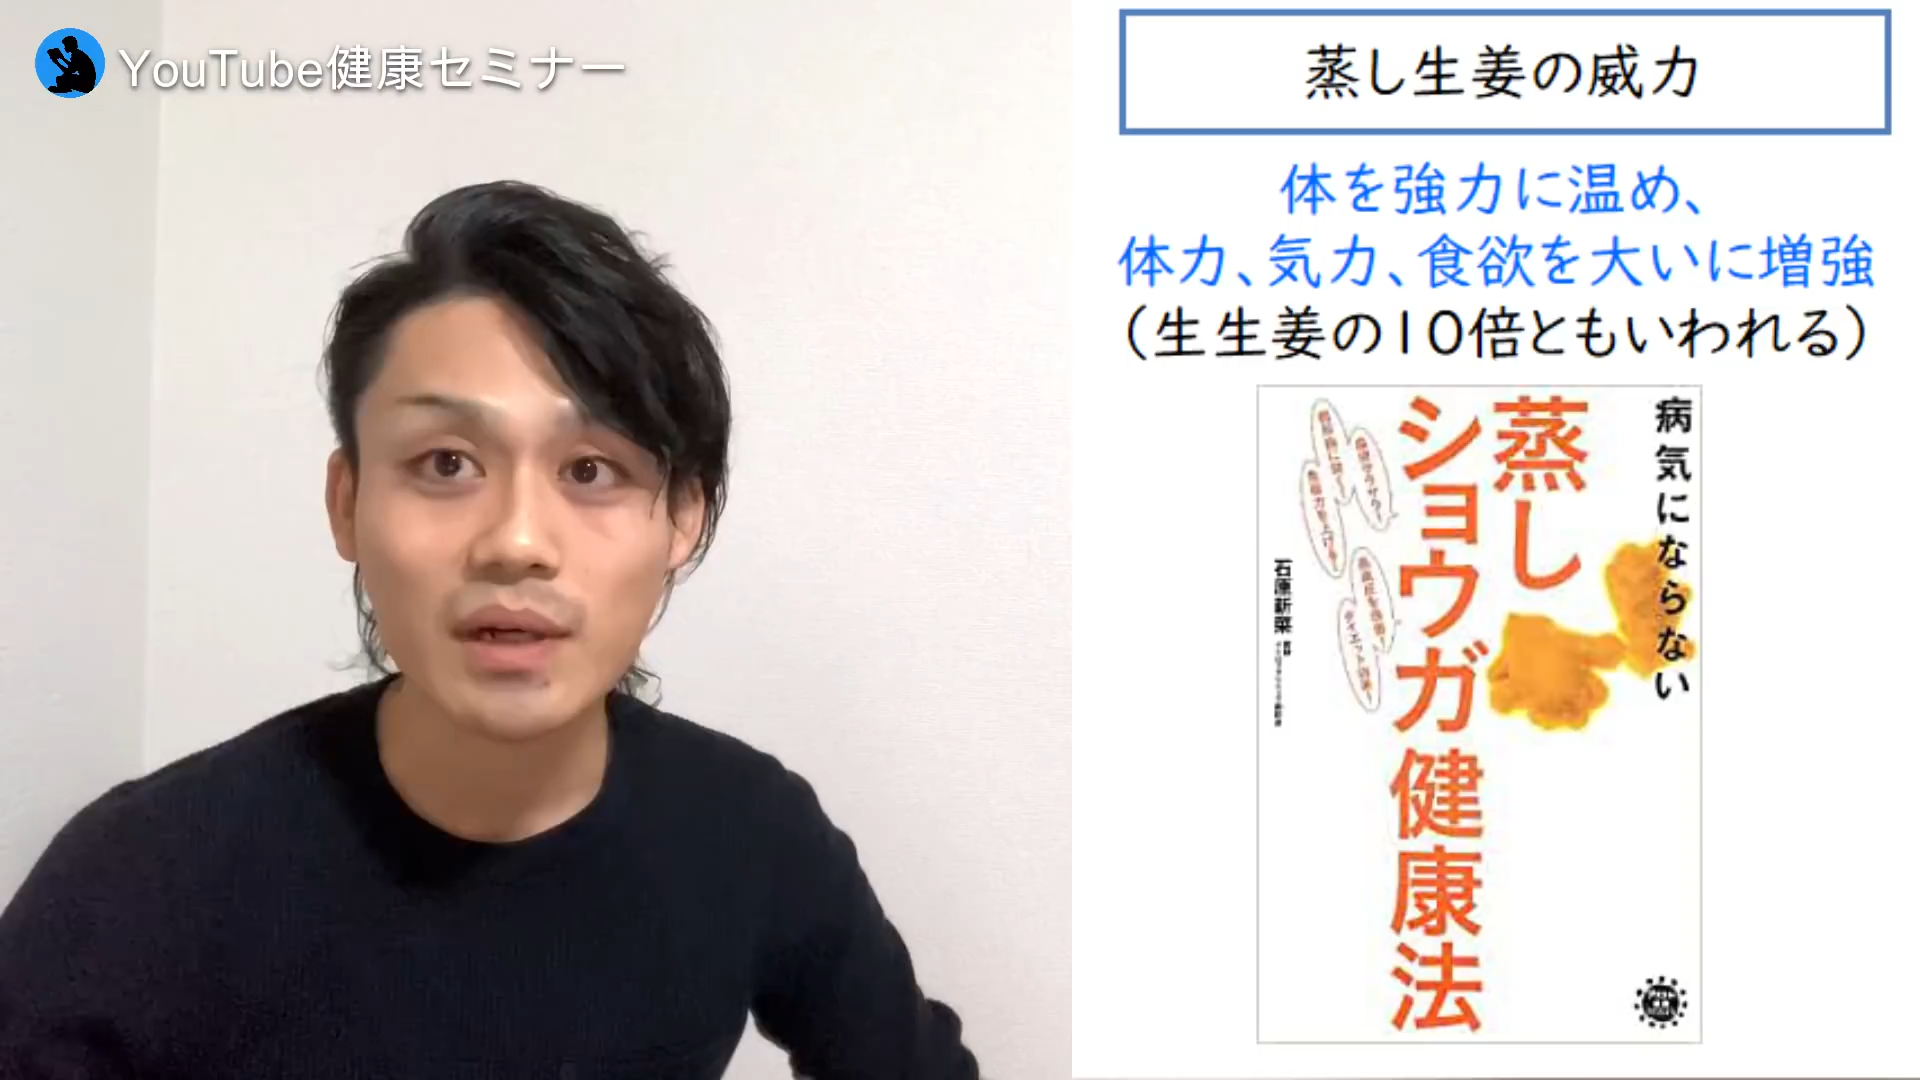 YouTube健康セミナー
蒸し生姜の威力
体を強力に温め、
体力、気力、食欲を大いに増強
（生生姜の10倍ともいわれる）
病気にならない
蒸し
ショウガ健康法
石原新菜